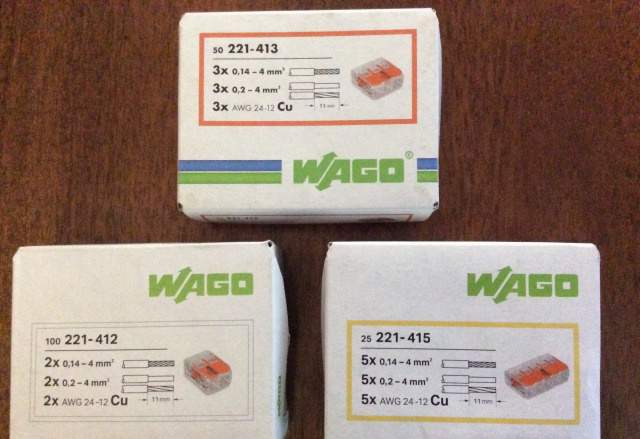 50 221-413
3x 0,14 – 4 mm²
3x 0,2 – 4 mm²
3x AWG 24-12 Cu
11 mm
WAGO®
WAGO
100 221-412
2x 0,14 – 4 mm²
2x 0,2 – 4 mm²
2x AWG 24-12 Cu
11 mm
WAGO
25 221-415
5x 0,14 – 4 mm²
5x 0,2 – 4 mm²
5x AWG 24-12 Cu
11 mm